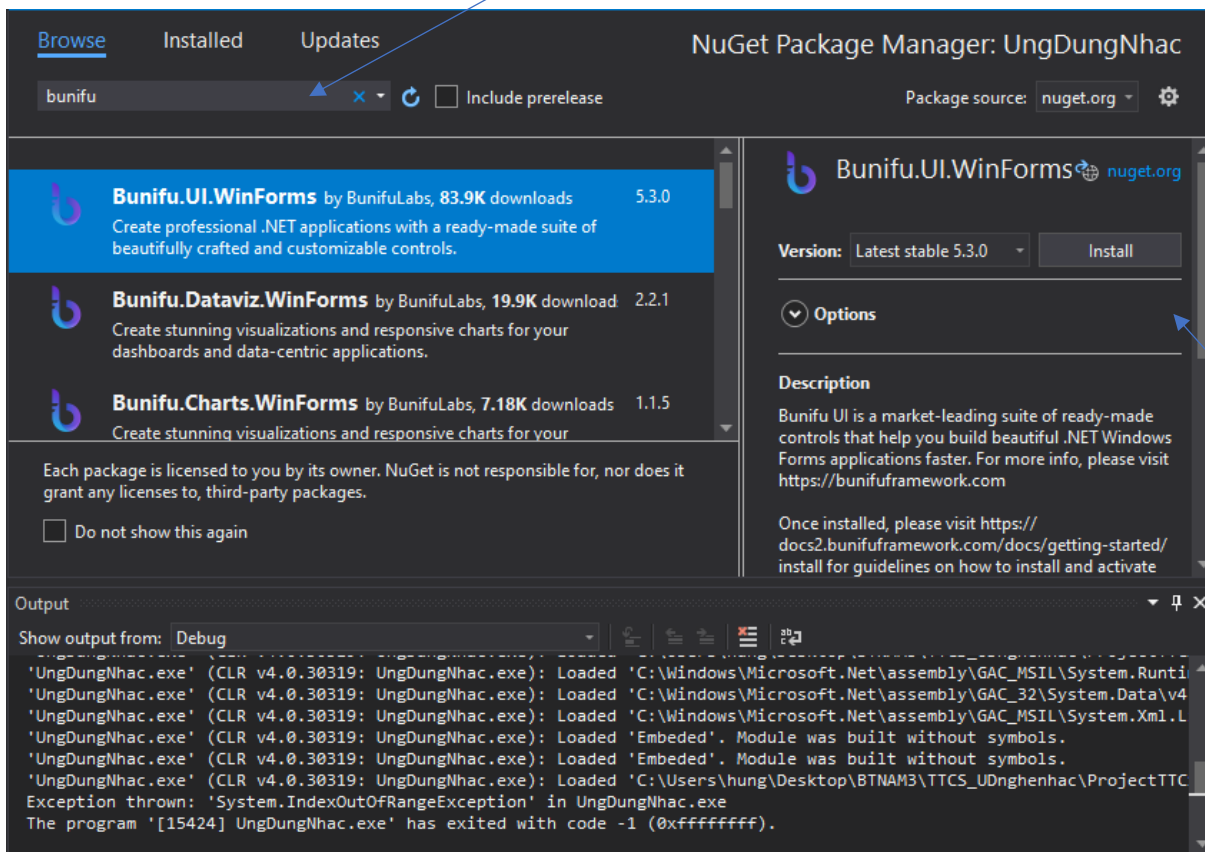 Browse Installed Updates
NuGet Package Manager: UngDungNhac
bunifu
Include prerelease
Package source: nuget.org
Bunifu.UI.WinForms by BunifuLabs, 83.9K downloads 5.3.0
Create professional .NET applications with a ready-made suite of
beautifully crafted and customizable controls.
Bunifu.Dataviz.WinForms by BunifuLabs, 19.9K download 2.2.1
Create stunning visualizations and responsive charts for your
dashboards and data-centric applications.
Bunifu.Charts.WinForms by BunifuLabs, 7.18K downloads 1.1.5
Create stunning visualizations and responsive charts for your
Each package is licensed to you by its owner. NuGet is not responsible for, nor does it
grant any licenses to, third-party packages.
Do not show this again
Bunifu.UI.WinForms nuget.org
Version: Latest stable 5.3.0 Install
Options
Description
Bunifu UI is a market-leading suite of ready-made
controls that help you build beautiful .NET Windows
Forms applications faster. For more info, please visit
https://bunifuframework.com
Once installed, please visit https://
docs2.bunifuframework.com/docs/getting-started/
install for guidelines on how to install and activate
Output
Show output from: Debug
'UngDungNhac.exe' (CLR v4.0.30319: UngDungNhac.exe): Loaded 'C:\Windows\Microsoft.Net\assembly\GAC_MSIL\System.Runti
'UngDungNhac.exe' (CLR v4.0.30319: UngDungNhac.exe): Loaded 'C:\Windows\Microsoft.Net\assembly\GAC_32\System.Data\v4
'UngDungNhac.exe' (CLR v4.0.30319: UngDungNhac.exe): Loaded 'C:\Windows\Microsoft.Net\assembly\GAC_MSIL\System.Xml.L
'UngDungNhac.exe' (CLR v4.0.30319: UngDungNhac.exe): Loaded 'Embeded'. Module was built without symbols.
'UngDungNhac.exe' (CLR v4.0.30319: UngDungNhac.exe): Loaded 'Embeded'. Module was built without symbols.
'UngDungNhac.exe' (CLR v4.0.30319: UngDungNhac.exe): Loaded 'C:\Users\hung\Desktop\BTNAM3\TTCS_UDnghenhac\ProjectTTC
Exception thrown: 'System.IndexOutOfRangeException' in UngDungNhac.exe
The program '[15424] UngDungNhac.exe' has exited with code -1 (0xffffffff).